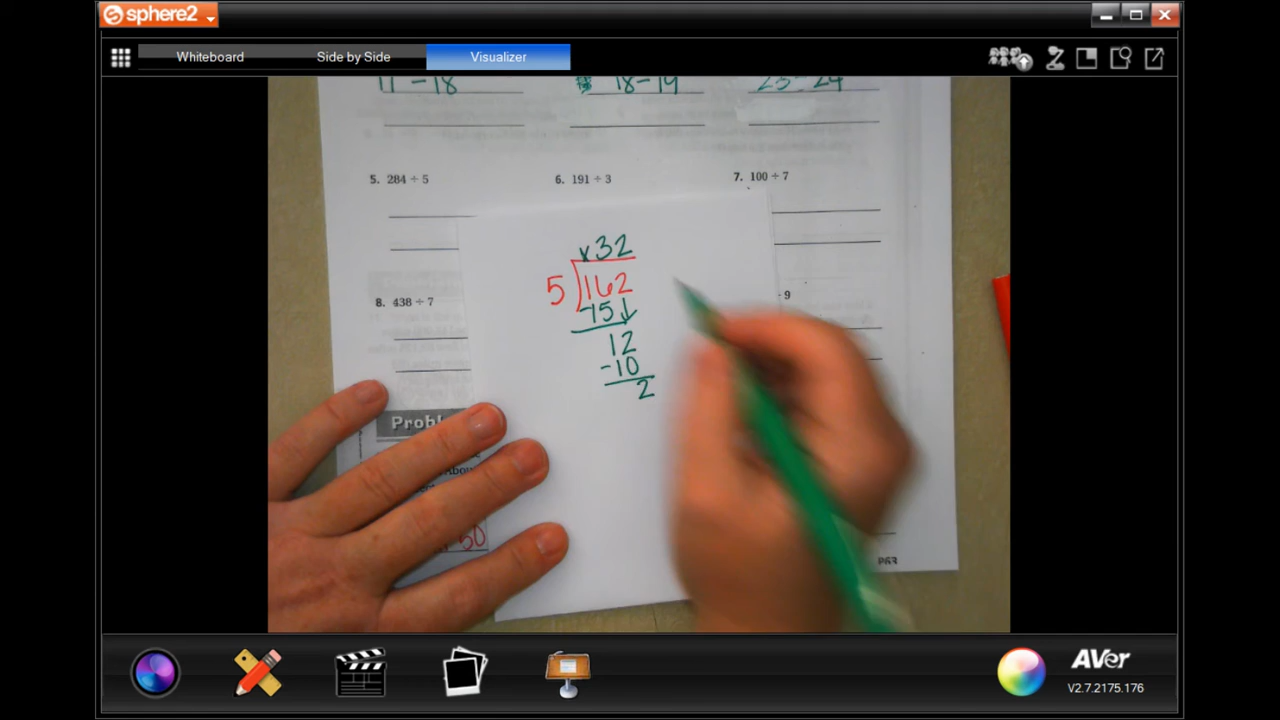 sphere2
Whiteboard Side by Side Visualizer
17 - 18 18 - 19 23 - 24
5. 284 ÷ 5 6. 191 ÷ 3 7. 100 ÷ 7
x32
5 162
-15↓
8. 438 ÷ 7 - 9
12
-10
2
Probl
50
P63
AVer
V2.7.2175.176